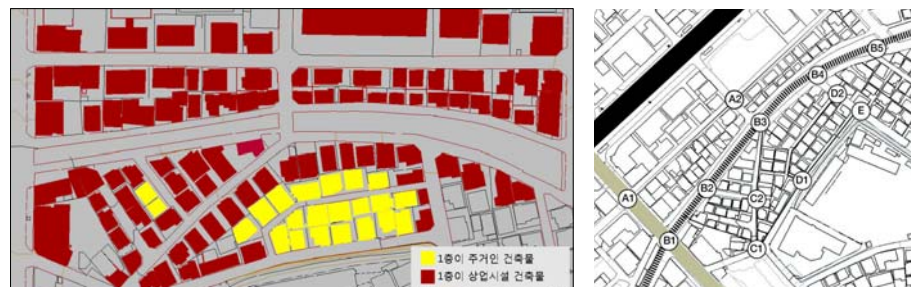 1층이 주거인 건축물
1층이 상업시설 건축물
B5
B4
D2
A2
E
B3
D1
B2
C2
A1
B1
C1